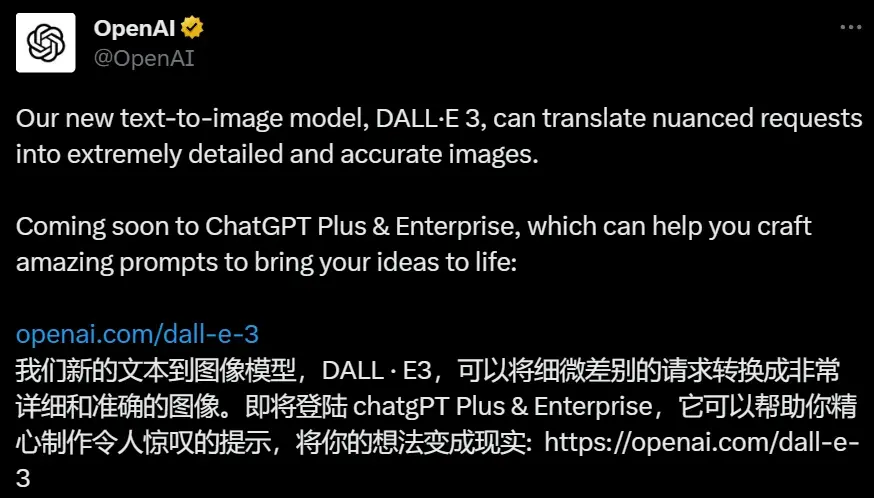 OpenAI
@OpenAI
Our new text-to-image model, DALL·E 3, can translate nuanced requests
into extremely detailed and accurate images.
Coming soon to ChatGPT Plus & Enterprise, which can help you craft
amazing prompts to bring your ideas to life:
openai.com/dall-e-3
我们新的文本到图像模型，DALL · E3，可以将细微差别的请求转换成非常
详细和准确的图像。即将登陆 chatgPT Plus & Enterprise，它可以帮助你精
心制作令人惊叹的提示，将你的想法变成现实: https://openai.com/dall-e-
3